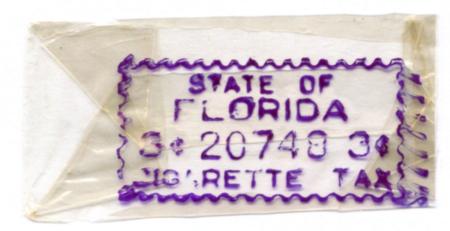 STATE OF
FLORIDA
3¢ 20748 3¢
CIGARETTE TAX